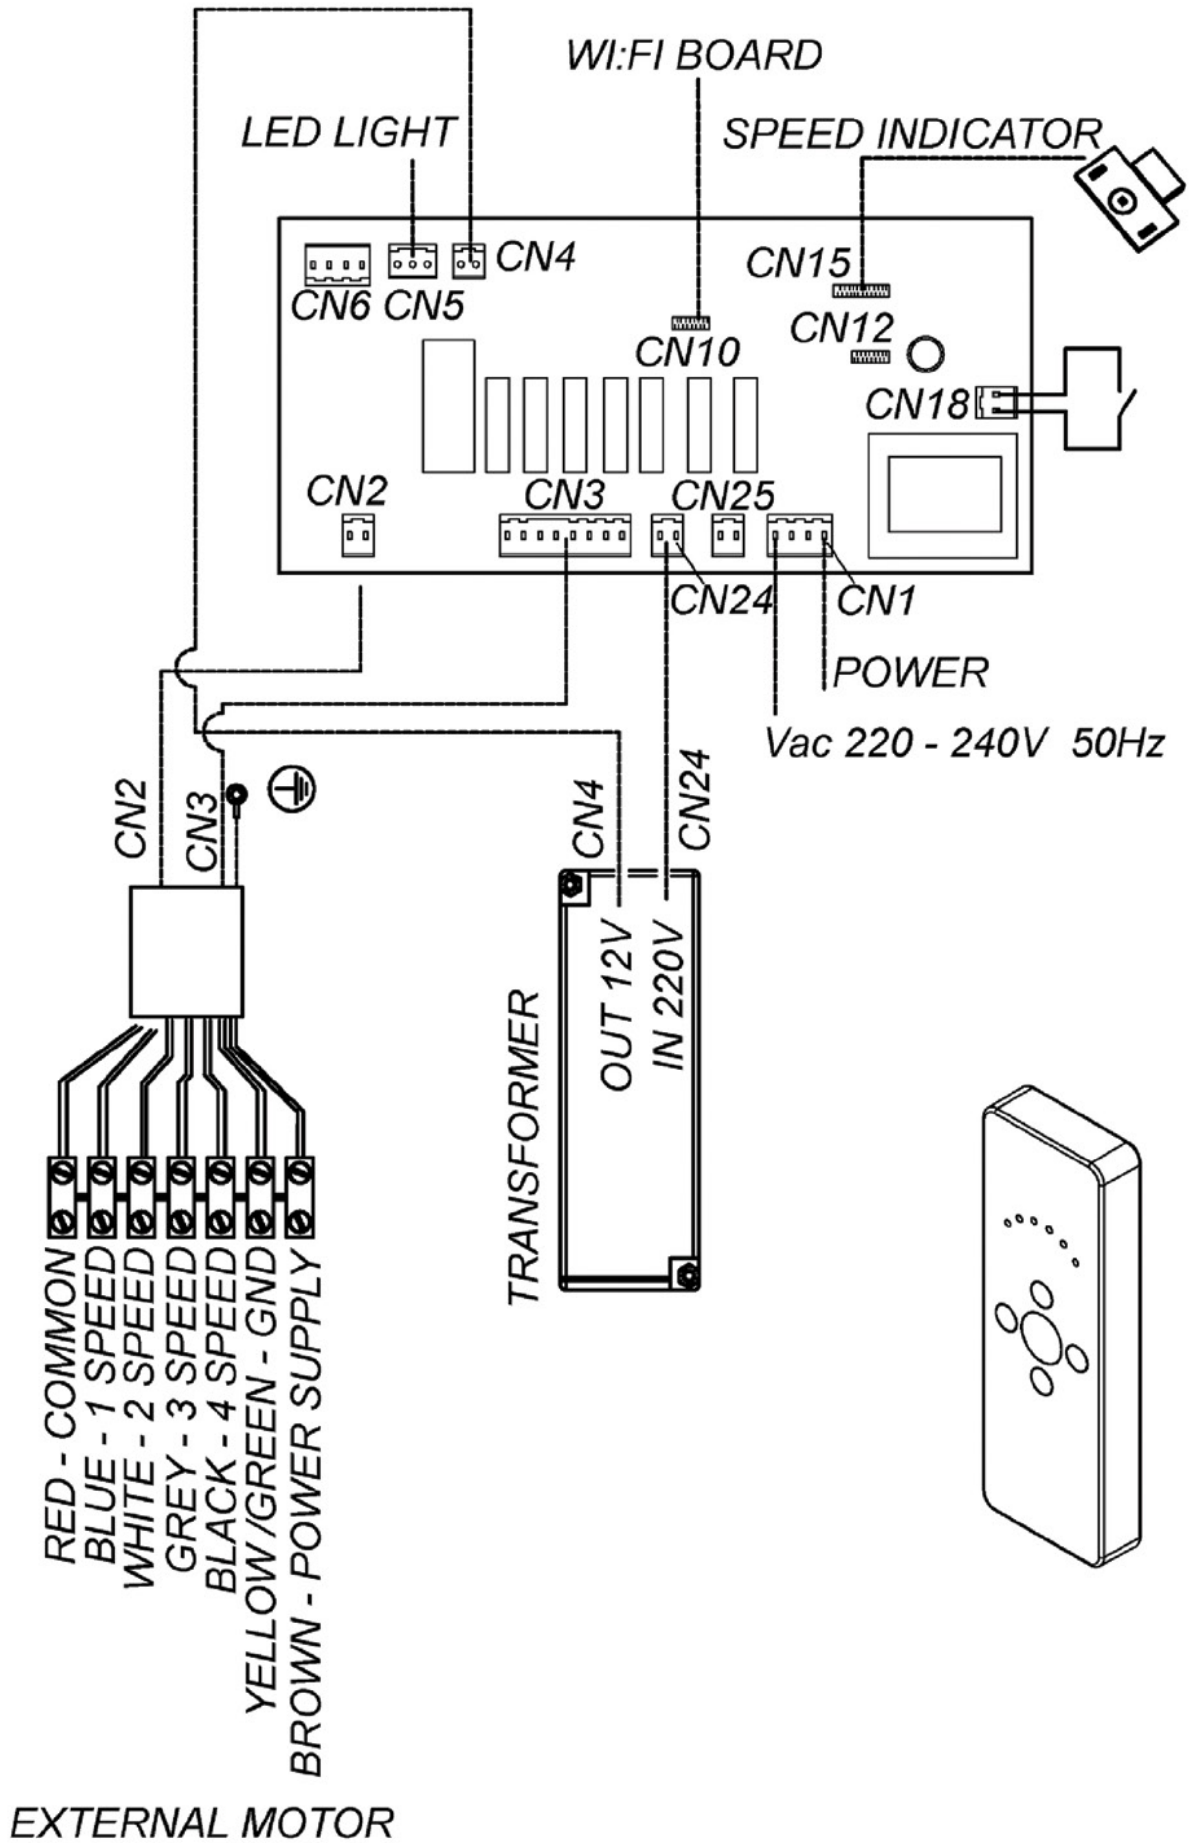 WI:FI BOARD
LED LIGHT
SPEED INDICATOR
CN4
CN15
CN6
CN5
CN12
CN10
CN18
CN2
CN3
CN25
CN24
CN1
POWER
Vac 220 - 240V 50Hz
CN2
CN3
CN4
CN24
OUT 12V
IN 220V
TRANSFORMER
RED - COMMON
BLUE - 1 SPEED
WHITE - 2 SPEED
GREY - 3 SPEED
BLACK - 4 SPEED
YELLOW/GREEN - GND
BROWN - POWER SUPPLY
EXTERNAL MOTOR